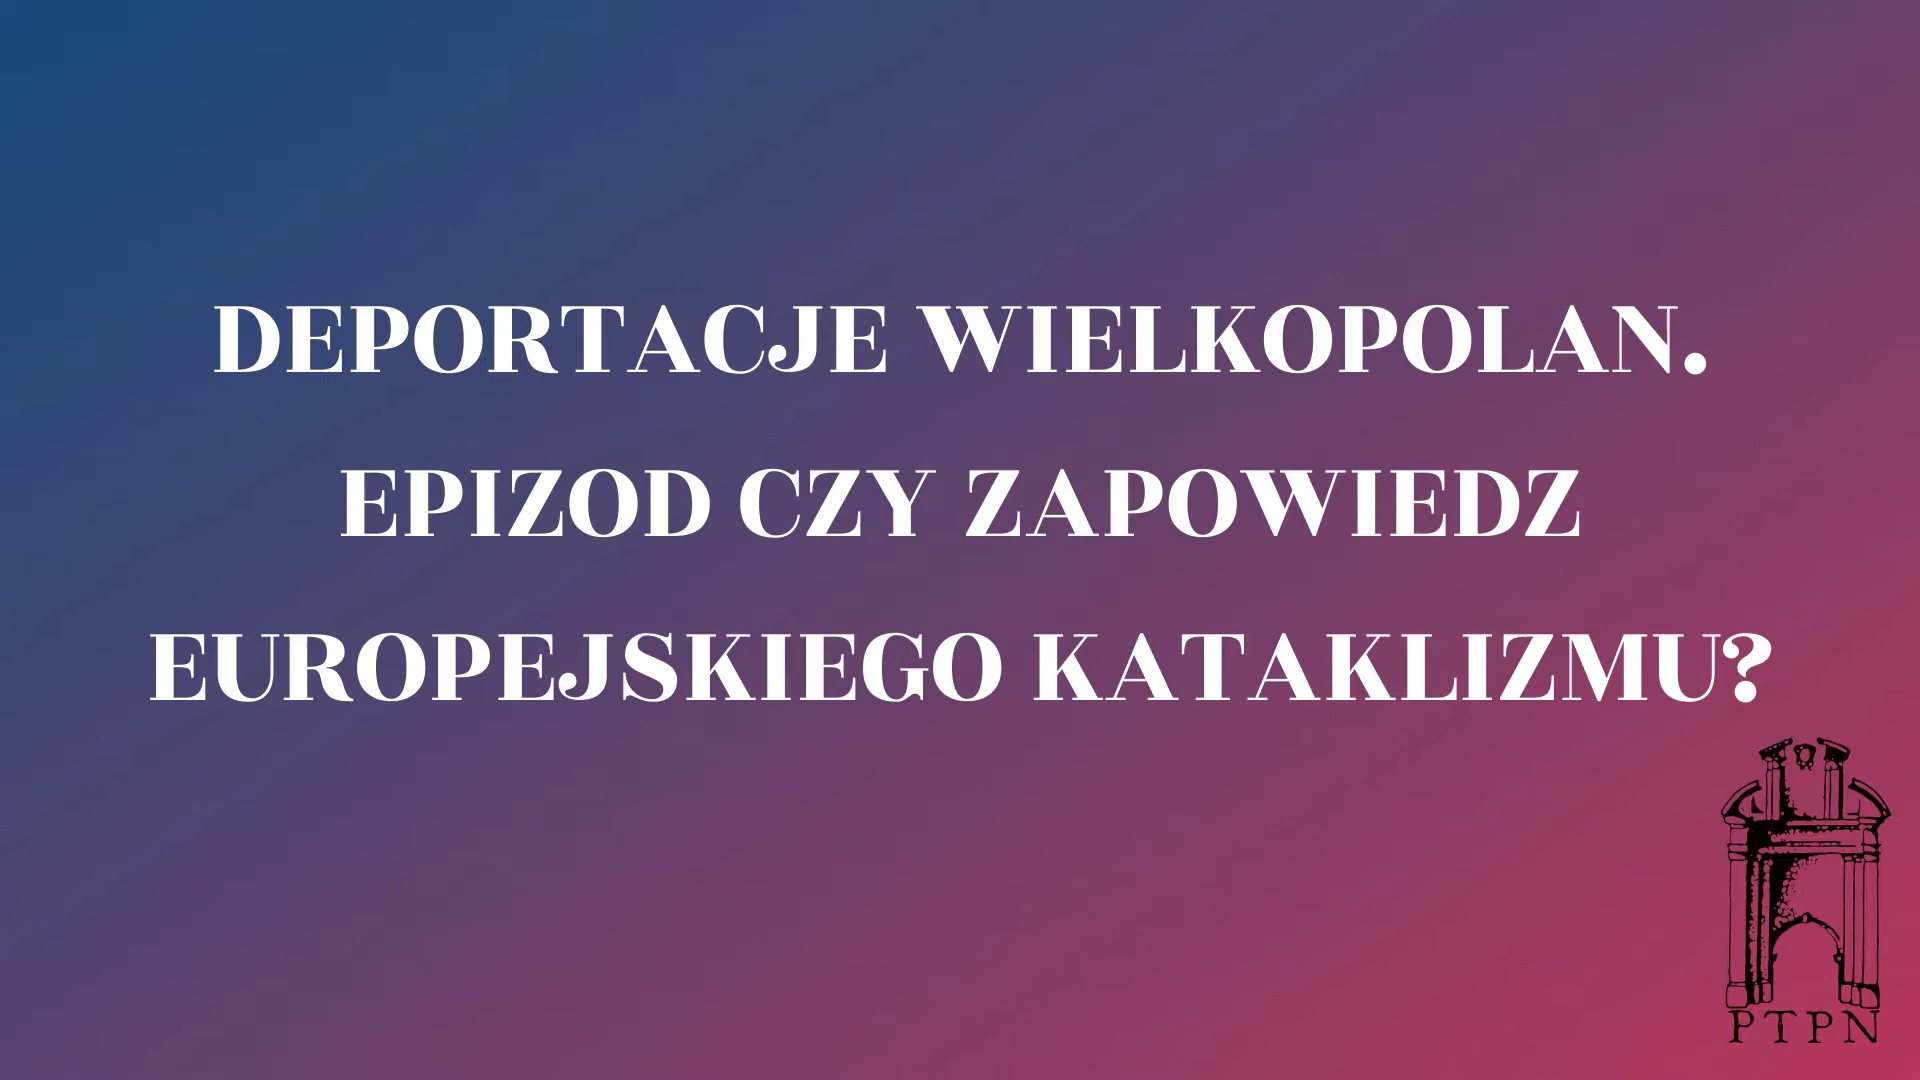 DEPORTACJE WIELKOPOLAN.
EPIZOD CZY ZAPOWIEDZ
EUROPEJSKIEGO KATAKLIZMU?
PTPN